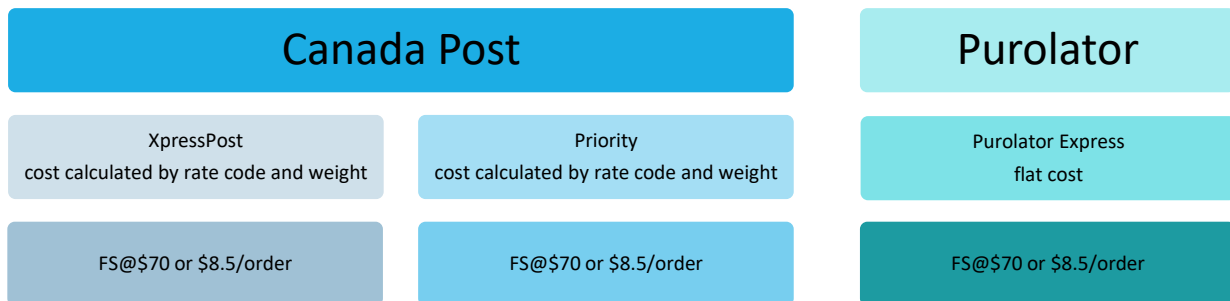 Canada Post
Purolator
XpressPost
cost calculated by rate code and weight
Priority
cost calculated by rate code and weight
Purolator Express
flat cost
FS@$70 or $8.5/order
FS@$70 or $8.5/order
FS@$70 or $8.5/order